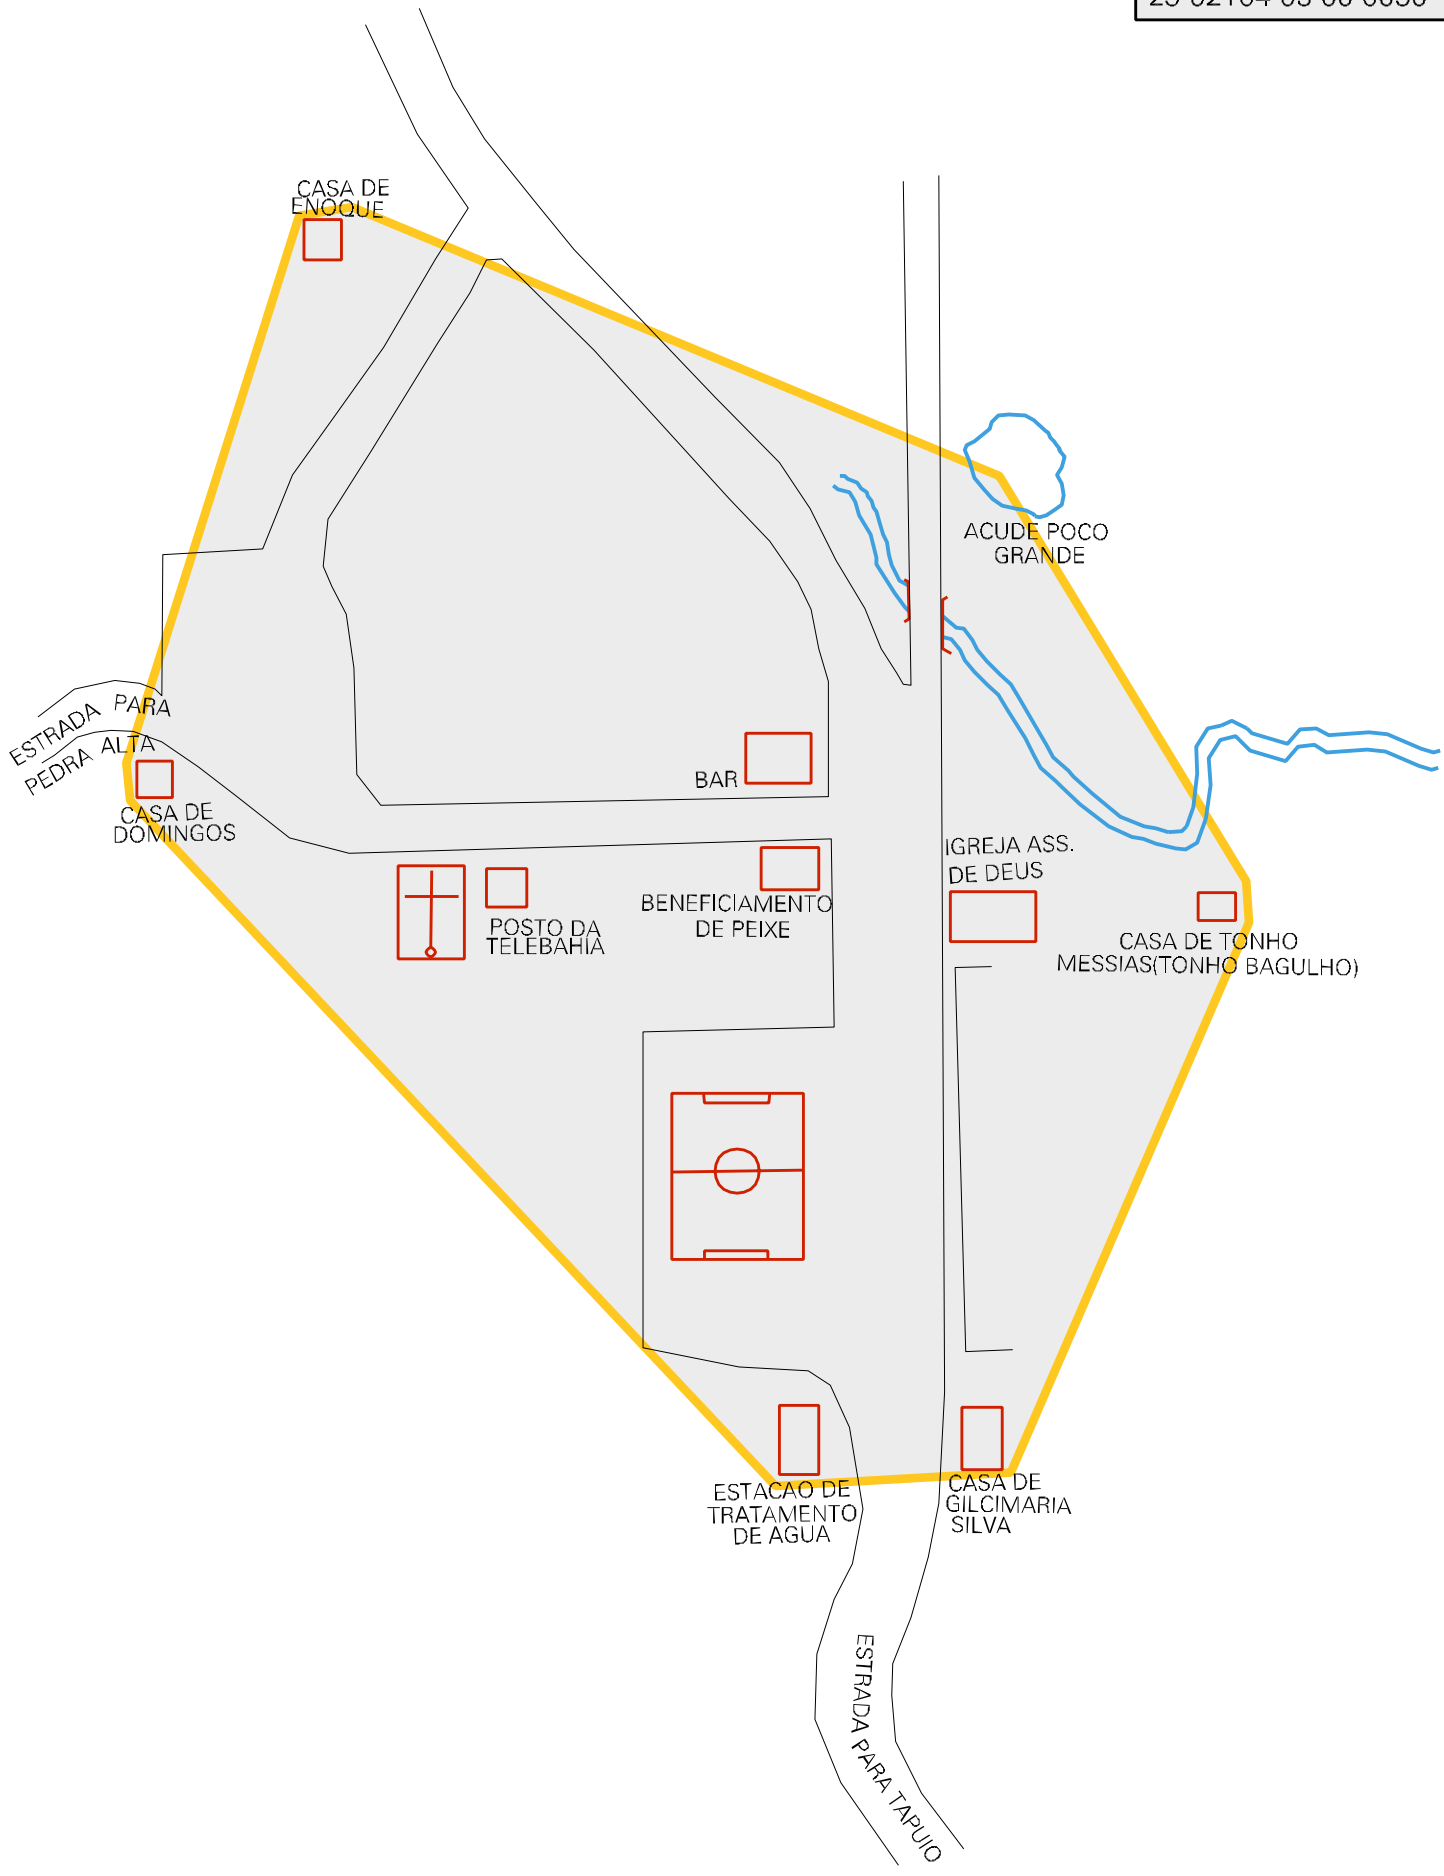 CASA DE
ENOQUE
ACUDE POCO
GRANDE
ESTRADA PARA
PEDRA ALTA
CASA DE
DOMINGOS
BAR
IGREJA ASS.
DE DEUS
BENEFICIAMENTO
DE PEIXE
POSTO DA
TELEBAHIA
CASA DE TONHO
MESSIAS(TONHO BAGULHO)
ESTACAO DE
TRATAMENTO
DE AGUA
CASA DE
GILCIMARIA
SILVA
ESTRADA PARA TAPUIO